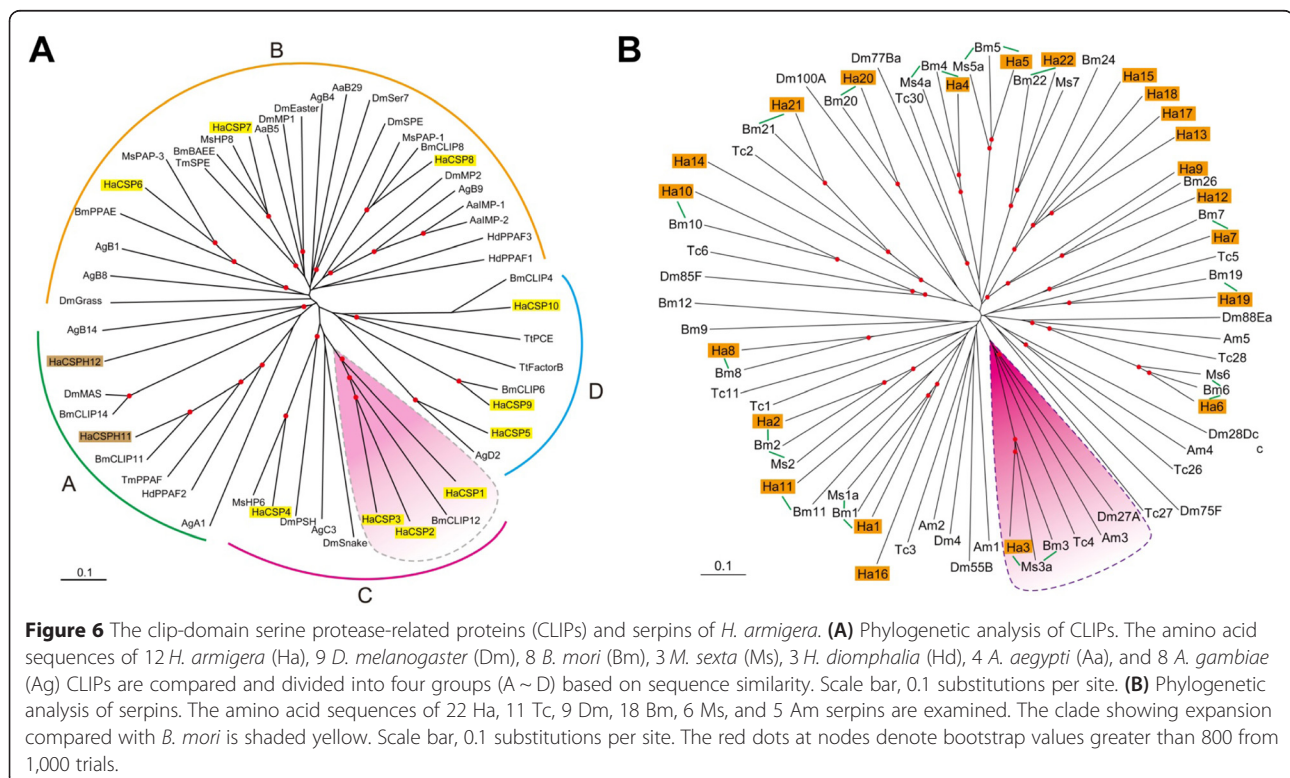 A
B
AaB29
AgB4
DmSer7
DmEaster
DmMP1
HaCSP7
AaB5
DmSPE
MsHP8
MsPAP-1
BmBAEE
BmCLIP8
MsPAP-3
TmSPE
HaCSP8
HaCSP6
DmMP2
AgB9
BmPPAE
AaIMP-1
AaIMP-2
AgB1
HdPPAF3
HdPPAF1
AgB8
BmCLIP4
DmGrass
HaCSP10
AgB14
TtPCE
HaCSPH12
TtFactorB
DmMAS
BmCLIP6
D
BmCLIP14
HaCSP9
HaCSPH11
HaCSP5
BmCLIP11
AgD2
A
TmPPAF
HdPPAF2
HaCSP1
MsHP6
HaCSP4
HaCSP3
BmCLIP12
AgA1
DmPSH
HaCSP2
AgC3
DmSnake
0.1
C
B
Bm5
Dm77Ba
Ms5a
Ha5
Ha22
Bm24
Bm4
Ha20
Ms4a
Ha4
Bm22
Ms7
Ha15
Dm100A
Tc30
Bm20
Ha18
Ha21
Ha17
Bm21
Ha13
Tc2
Ha14
Ha9
Bm26
Ha10
Ha12
Bm7
Bm10
Ha7
Tc6
Tc5
Dm85F
Bm19
Ha19
Bm12
Dm88Ea
Bm9
Am5
Ha8
Tc28
Bm8
Ms6
Tc11
Bm6
Ha6
Tc1
Ha2
Dm28Dc
c
Bm2
Am4
Ms2
Tc26
Ha11
Ms1a
Tc27
Dm75F
Bm11
Bm1
Dm27A
Ha1
Am2
Am3
Tc3
Dm4
Am1
Ha3
Bm3
Tc4
Ha16
Dm55B
Ms3a
0.1
Figure 6 The clip-domain serine protease-related proteins (CLIPs) and serpins of H. armigera. (A) Phylogenetic analysis of CLIPs. The amino acid
sequences of 12 H. armigera (Ha), 9 D. melanogaster (Dm), 8 B. mori (Bm), 3 M. sexta (Ms), 3 H. diomphalia (Hd), 4 A. aegypti (Aa), and 8 A. gambiae
(Ag) CLIPs are compared and divided into four groups (A ~ D) based on sequence similarity. Scale bar, 0.1 substitutions per site. (B) Phylogenetic
analysis of serpins. The amino acid sequences of 22 Ha, 11 Tc, 9 Dm, 18 Bm, 6 Ms, and 5 Am serpins are examined. The clade showing expansion
compared with B. mori is shaded yellow. Scale bar, 0.1 substitutions per site. The red dots at nodes denote bootstrap values greater than 800 from
1,000 trials.